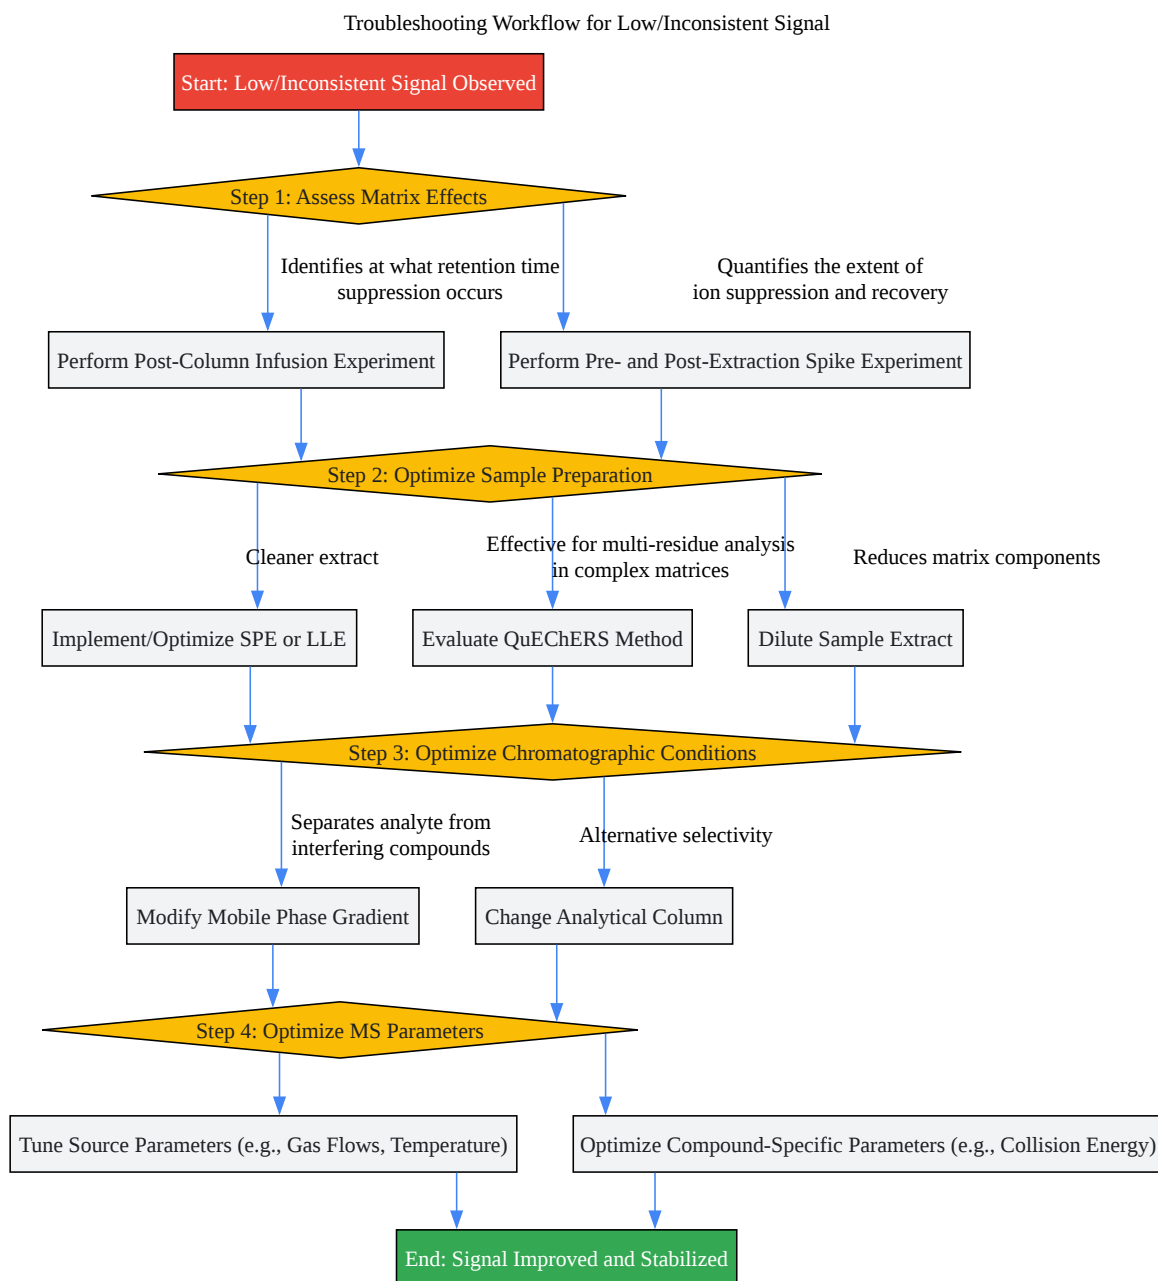 Troubleshooting Workflow for Low/Inconsistent Signal
Start: Low/Inconsistent Signal Observed
Step 1: Assess Matrix Effects
Identifies at what retention time
suppression occurs
Quantifies the extent of
ion suppression and recovery
Perform Post-Column Infusion Experiment
Perform Pre- and Post-Extraction Spike Experiment
Step 2: Optimize Sample Preparation
Cleaner extract
Effective for multi-residue analysis
in complex matrices
Reduces matrix components
Implement/Optimize SPE or LLE
Evaluate QuEChERS Method
Dilute Sample Extract
Step 3: Optimize Chromatographic Conditions
Separates analyte from
interfering compounds
Alternative selectivity
Modify Mobile Phase Gradient
Change Analytical Column
Step 4: Optimize MS Parameters
Tune Source Parameters (e.g., Gas Flows, Temperature)
Optimize Compound-Specific Parameters (e.g., Collision Energy)
End: Signal Improved and Stabilized